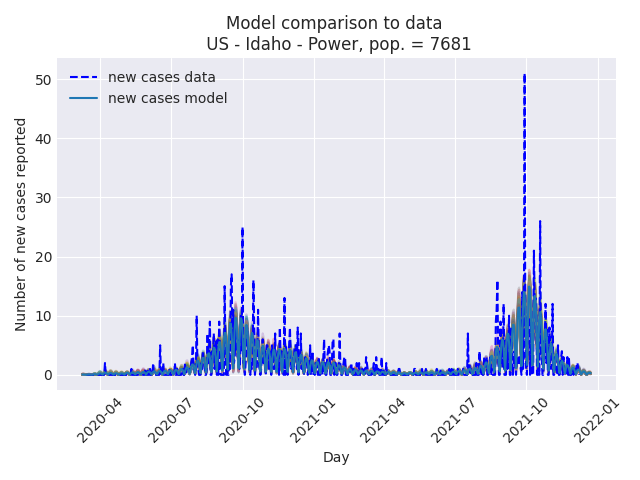 Model comparison to data
US - Idaho - Power, pop. = 7681
new cases data
new cases model
Number of new cases reported
50
40
30
20
10
0
2020-04
2020-07
2020-10
2021-01
2021-04
2021-07
2021-10
2022-01
Day